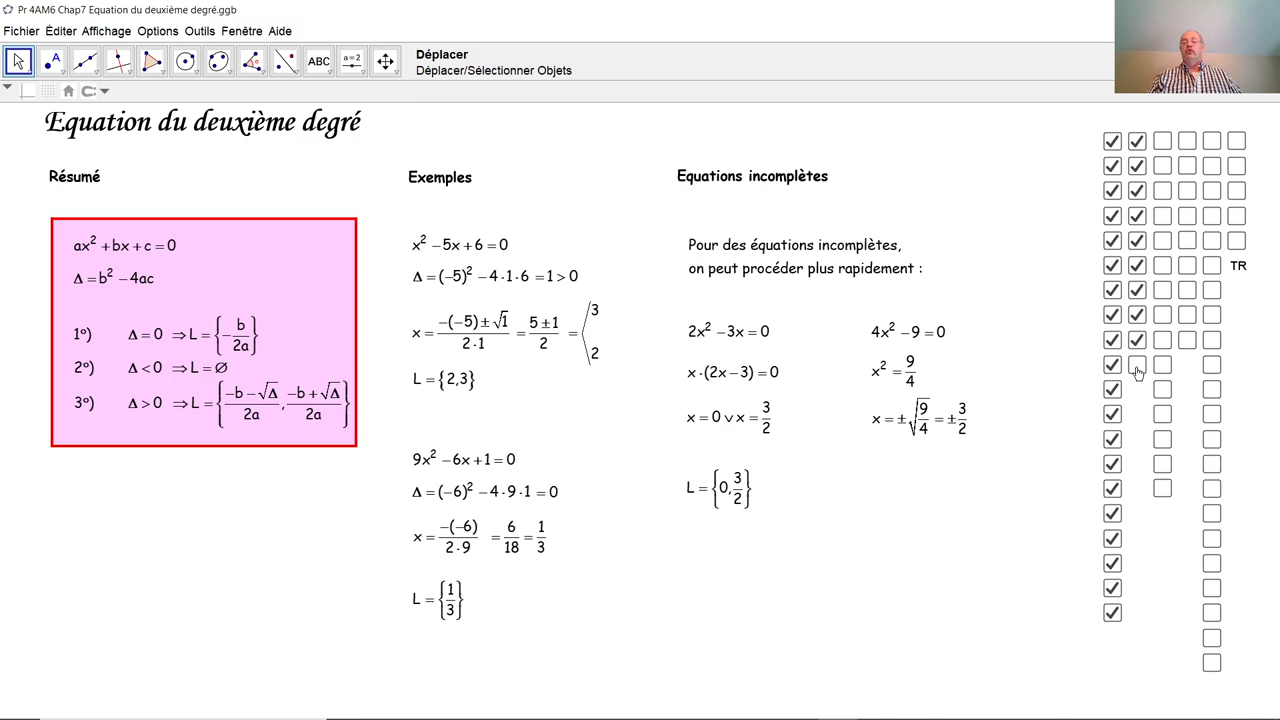 Pr 4AM6 Chap7 Equation du deuxième degré.ggb
Fichier Éditer Affichage Options Outils Fenêtre Aide
A
ABC
a=2
Déplacer
Déplacer/Sélectionner Objets
Equation du deuxième degré
Résumé
ax² + bx + c = 0
Δ = b² − 4ac
1°) Δ = 0 ⇒ L = {−b/2a}
2°) Δ < 0 ⇒ L = ∅
3°) Δ > 0 ⇒ L = {(−b − √Δ)/2a, (−b + √Δ)/2a}
Exemples
x² − 5x + 6 = 0
Δ = (−5)² − 4·1·6 = 1 > 0
x = (−(−5) ± √1)/(2·1) = (5 ± 1)/2 = 3
2
L = {2,3}
9x² − 6x + 1 = 0
Δ = (−6)² − 4·9·1 = 0
x = −(−6)/(2·9) = 6/18 = 1/3
L = {1/3}
Equations incomplètes
Pour des équations incomplètes,
on peut procéder plus rapidement :
2x² − 3x = 0
x·(2x − 3) = 0
x = 0 ∨ x = 3/2
L = {0, 3/2}
4x² − 9 = 0
x² = 9/4
x = ±√(9/4) = ±3/2
TR